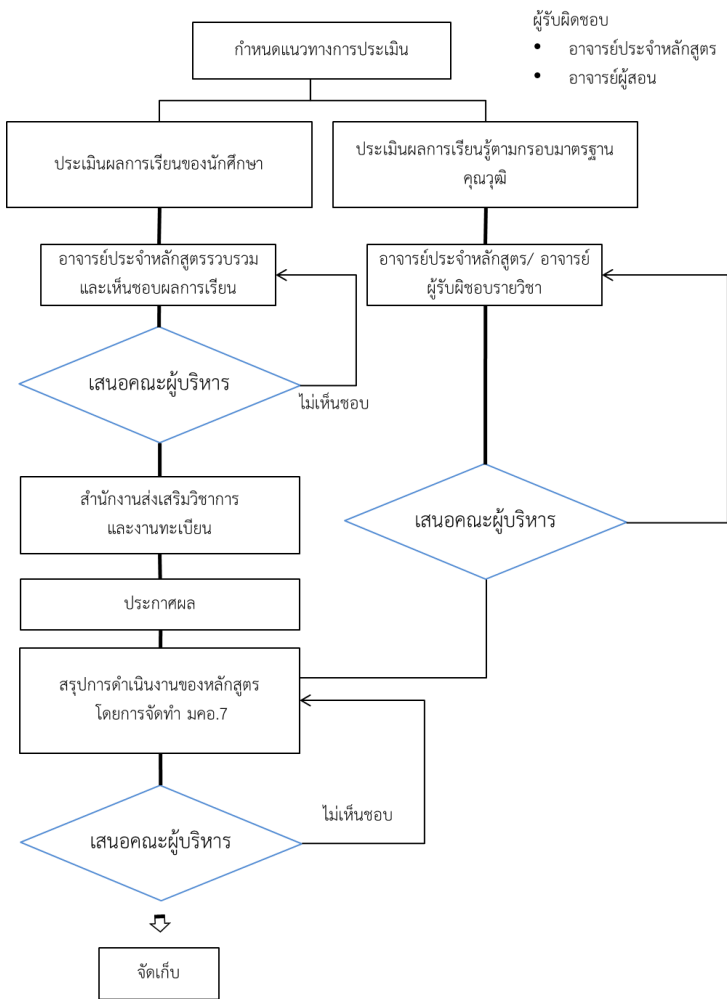 ผู้รับผิดชอบ
• อาจารย์ประจำหลักสูตร
• อาจารย์ผู้สอน
กำหนดแนวทางการประเมิน
ประเมินผลการเรียนของนักศึกษา
ประเมินผลการเรียนรู้ตามกรอบมาตรฐาน
คุณวุฒิ
อาจารย์ประจำหลักสูตรรวบรวม
และเห็นชอบผลการเรียน
อาจารย์ประจำหลักสูตร/ อาจารย์
ผู้รับผิชอบรายวิชา
เสนอคณะผู้บริหาร
ไม่เห็นชอบ
สำนักงานส่งเสริมวิชาการ
และงานทะเบียน
เสนอคณะผู้บริหาร
ประกาศผล
สรุปการดำเนินงานของหลักสูตร
โดยการจัดทำ มคอ.7
ไม่เห็นชอบ
เสนอคณะผู้บริหาร
จัดเก็บ